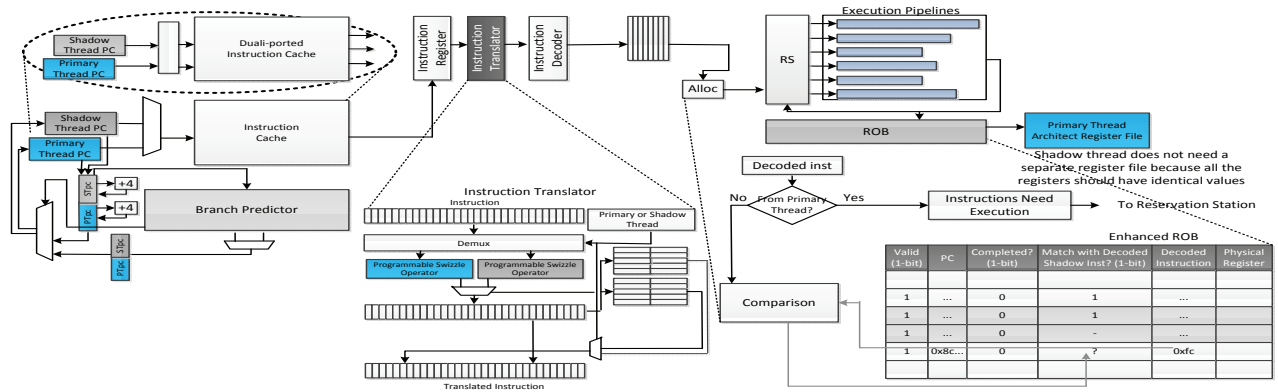 Shadow
Thread PC
Primary
Thread PC
Duali-ported
Instruction Cache
Shadow
Thread PC
Primary
Thread PC
Instruction
Cache
STpc
+4
PTpc
+4
Branch Predictor
STpc
PTpc
Instruction
Register
Instruction
Translator
Instruction
Decoder
Alloc
Execution Pipelines
RS
ROB
Primary Thread
Architect Register File
Shadow thread does not need a
separate register file because all the
registers should have identical values
Instruction Translator
Instruction
Primary or Shadow
Thread
Demux
Programmable Swizzle
Operator
Programmable Swizzle
Operator
Translated Instruction
Decoded inst
No
From Primary
Thread?
Yes
Instructions Need
Execution
To Reservation Station
Comparison
Enhanced ROB
Valid
(1-bit)
PC
Completed?
(1-bit)
Match with Decoded
Shadow Inst? (1-bit)
Decoded
Instruction
Physical
Register
1 ... 0 1 ...
1 ... 0 1 ...
1 ... 0 - ...
1 0x8c... 0 ? 0xfc